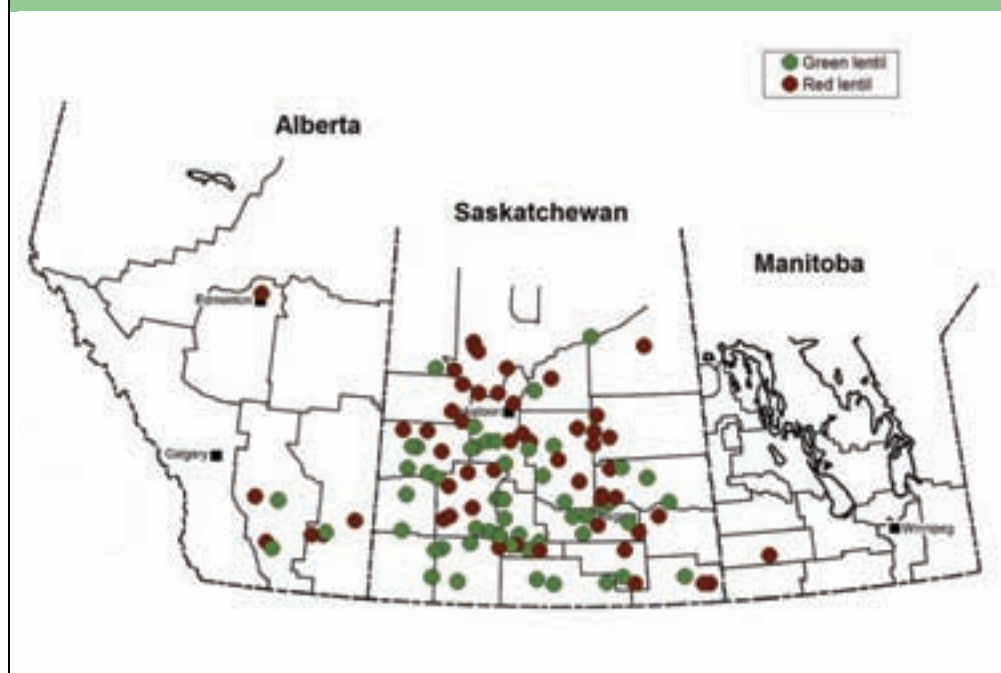 Green lentil
Red lentil
Alberta
Saskatchewan
Manitoba
Edmonton
Calgary
Winnipeg